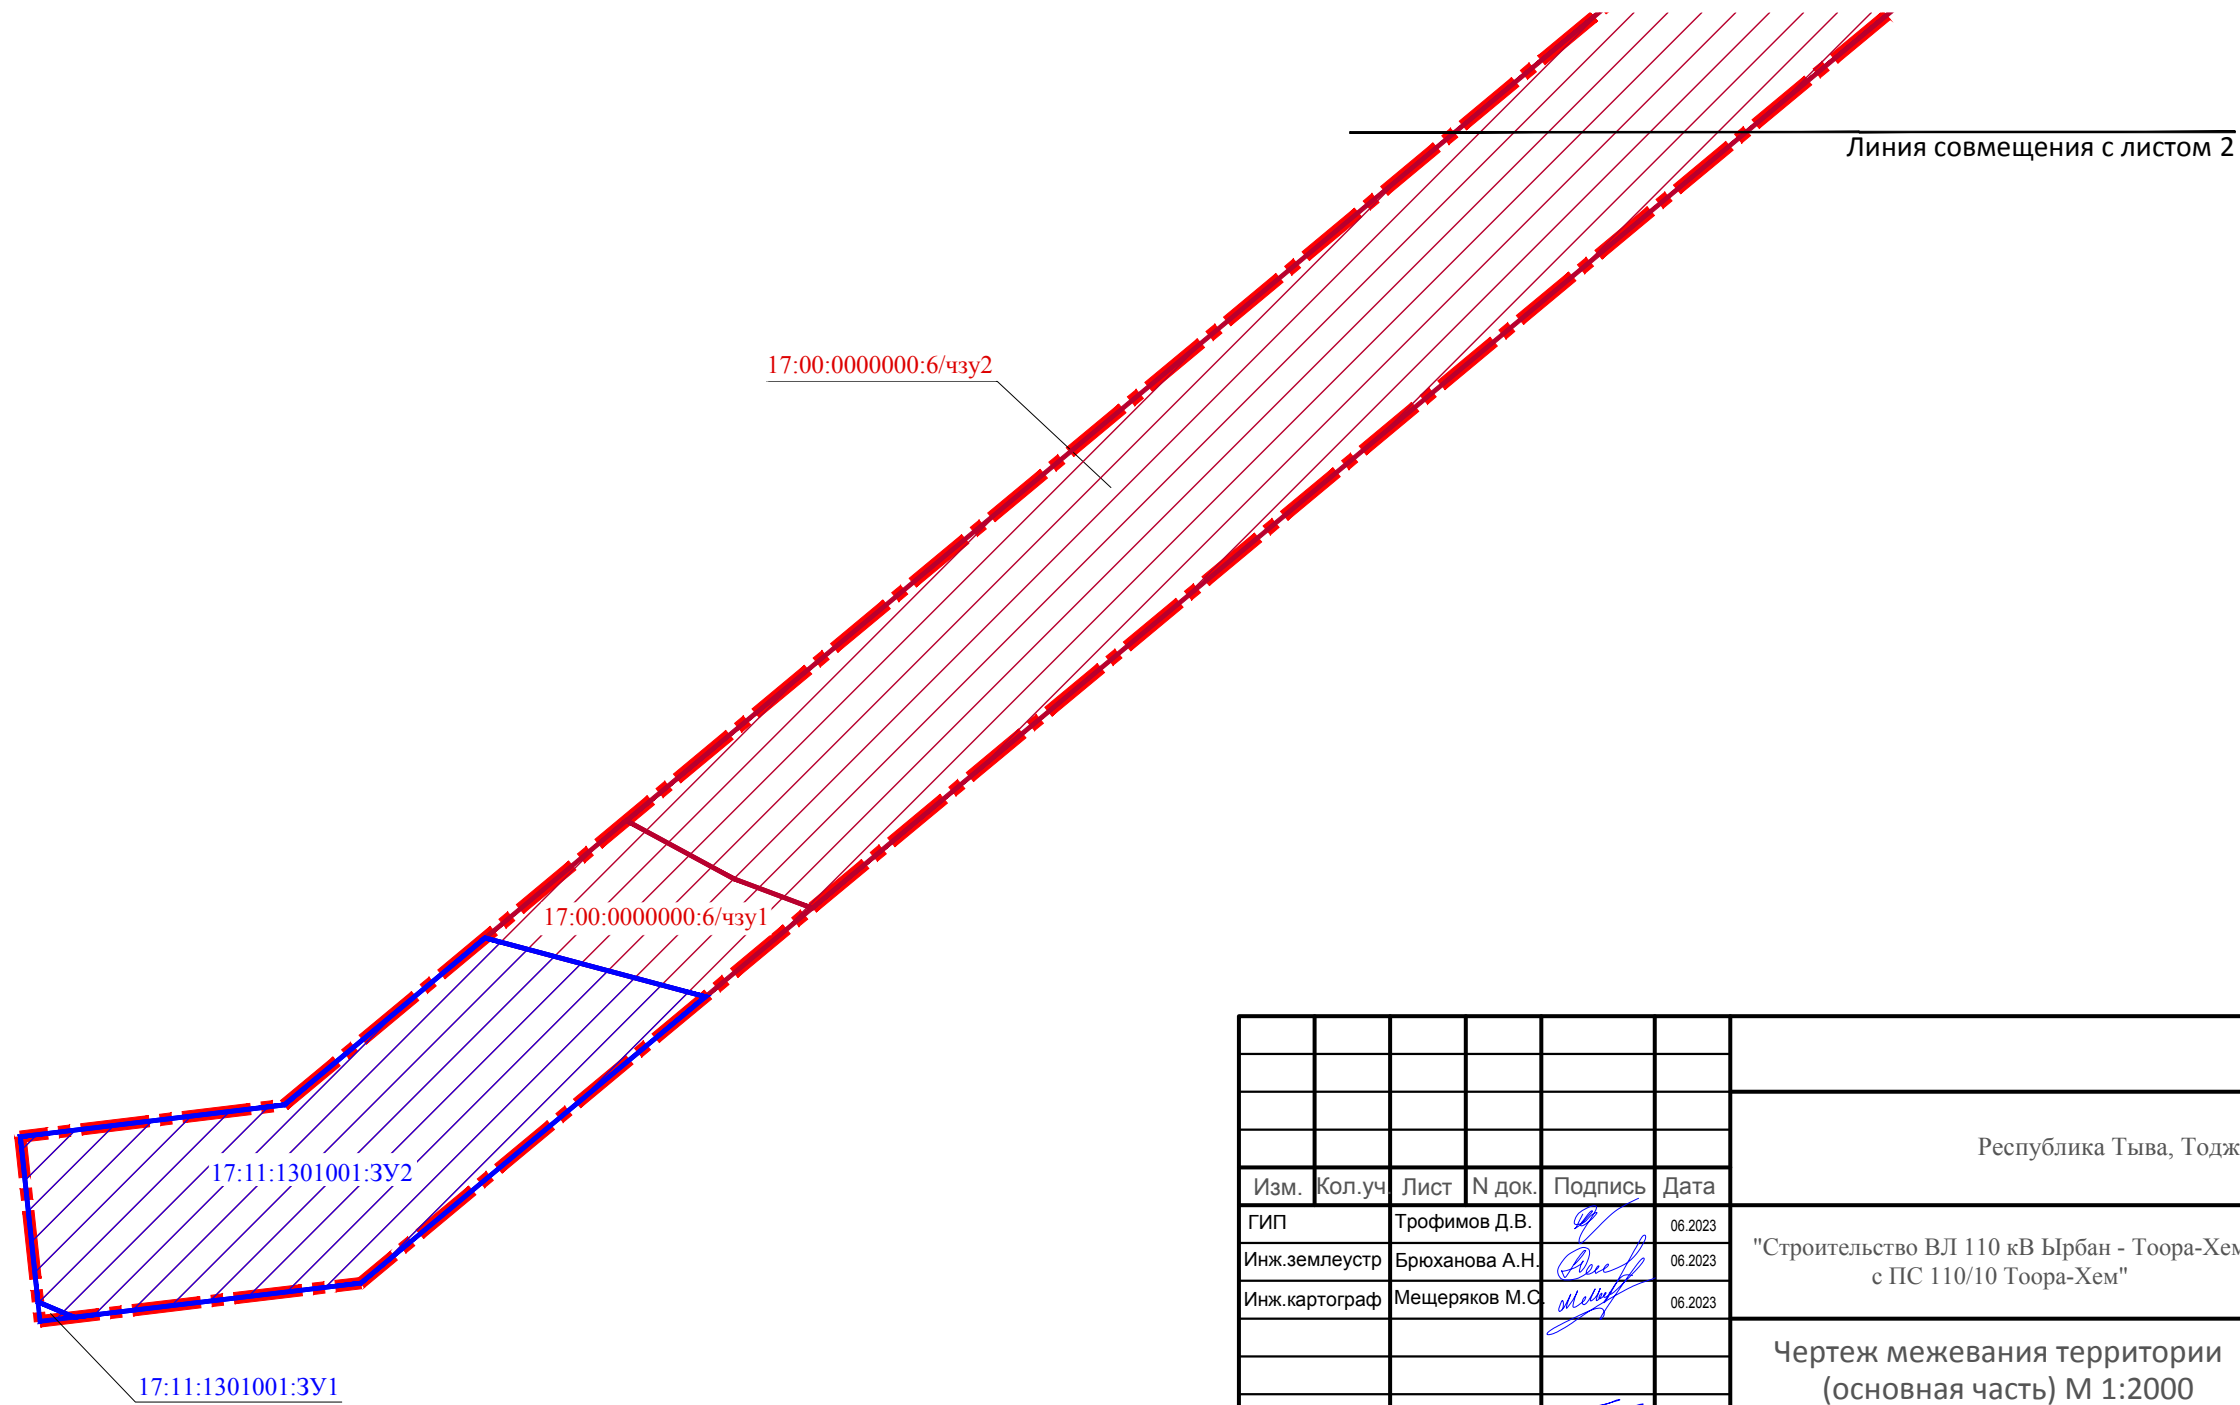 Линия совмещения с листом 2
17:00:0000000:6/чзу2
17:00:0000000:6/чзу1
17:11:1301001:ЗУ2
17:11:1301001:ЗУ1
Республика Тыва, Тодж
Изм. Кол.уч. Лист N док. Подпись Дата
ГИП Трофимов Д.В. 06.2023
Инж.землеустр Брюханова А.Н. 06.2023
Инж.картограф Мещеряков М.С. 06.2023
"Строительство ВЛ 110 кВ Ырбан - Тоора-Хем
с ПС 110/10 Тоора-Хем"
Чертеж межевания территории
(основная часть) М 1:2000